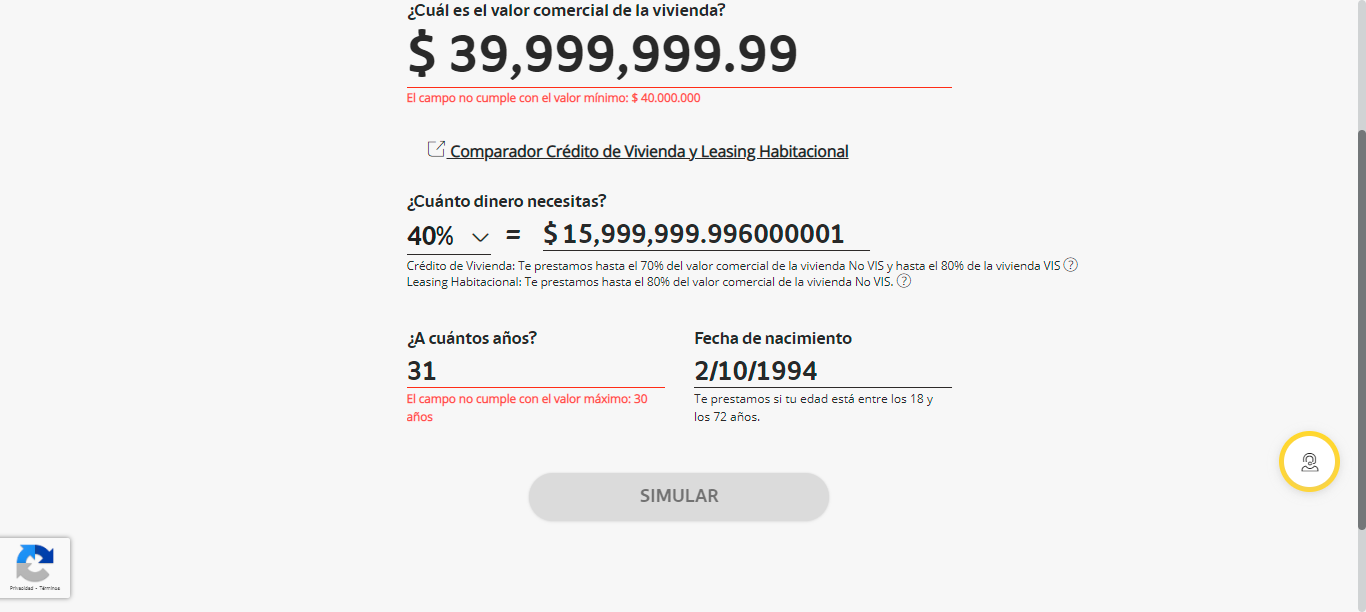 ¿Cuál es el valor comercial de la vivienda?
$ 39,999,999.99
El campo no cumple con el valor mínimo: $ 40.000.000
Comparador Crédito de Vivienda y Leasing Habitacional
¿Cuánto dinero necesitas?
40% = $ 15,999,999.996000001
Crédito de Vivienda: Te prestamos hasta el 70% del valor comercial de la vivienda No VIS y hasta el 80% de la vivienda VIS ?
Leasing Habitacional: Te prestamos hasta el 80% del valor comercial de la vivienda No VIS. ?
¿A cuántos años?
31
El campo no cumple con el valor máximo: 30
años
Fecha de nacimiento
2/10/1994
Te prestamos si tu edad está entre los 18 y
los 72 años.
SIMULAR
Privacidad - Términos